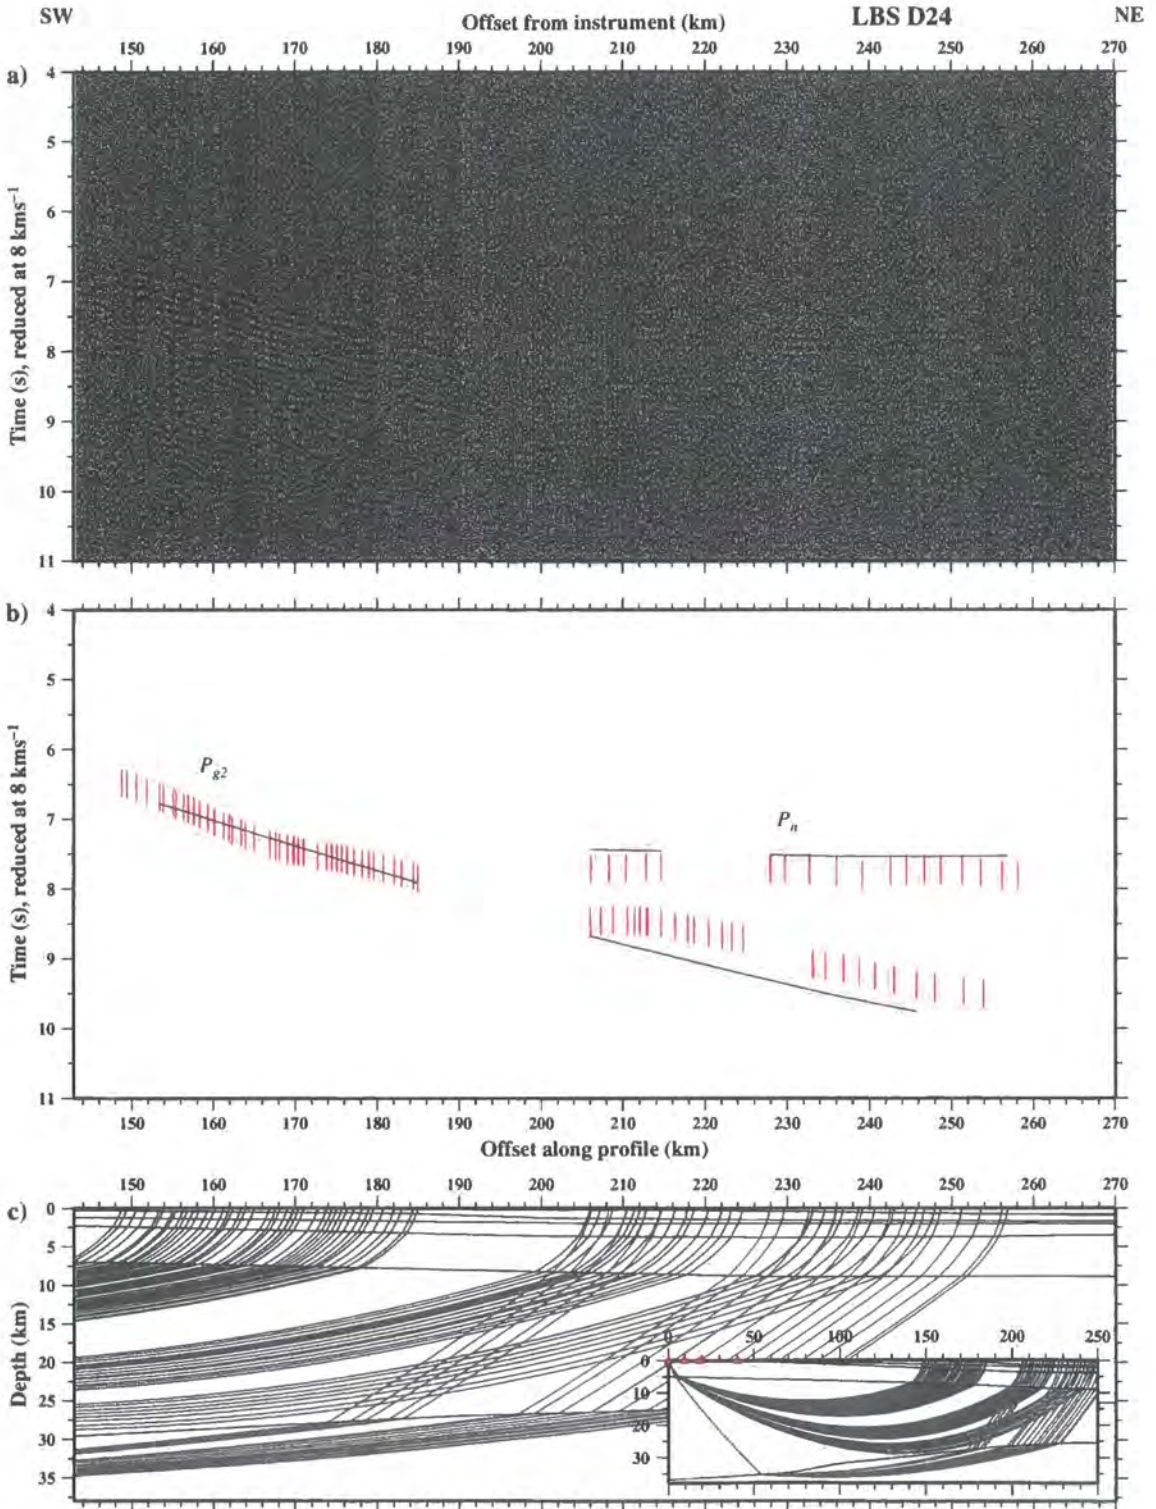 SW Offset from instrument (km) LBS D24 NE
150 160 170 180 190 200 210 220 230 240 250 260 270
a)
4
5
6
7
8
9
10
11
Time (s), reduced at 8 kms⁻¹
b)
4
5
6
7
8
9
10
11
Time (s), reduced at 8 kms⁻¹
Pg2
Pn
150 160 170 180 190 200 210 220 230 240 250 260 270
Offset along profile (km)
150 160 170 180 190 200 210 220 230 240 250 260 270
c)
0
5
10
15
20
25
30
35
Depth (km)
0 50 100 150 200 250
0
10
20
30